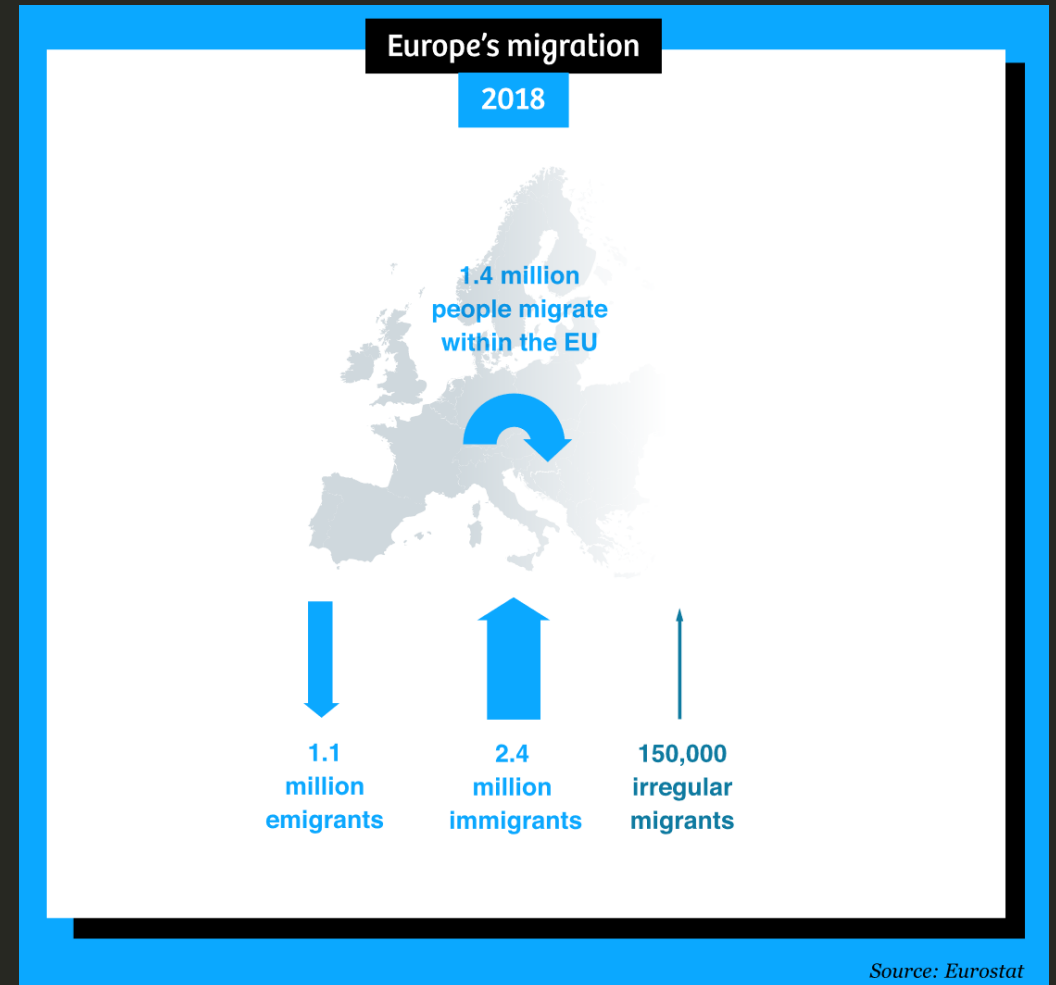 Europe's migration
2018
1.4 million
people migrate
within the EU
1.1
million
emigrants
2.4
million
immigrants
150,000
irregular
migrants
Source: Eurostat